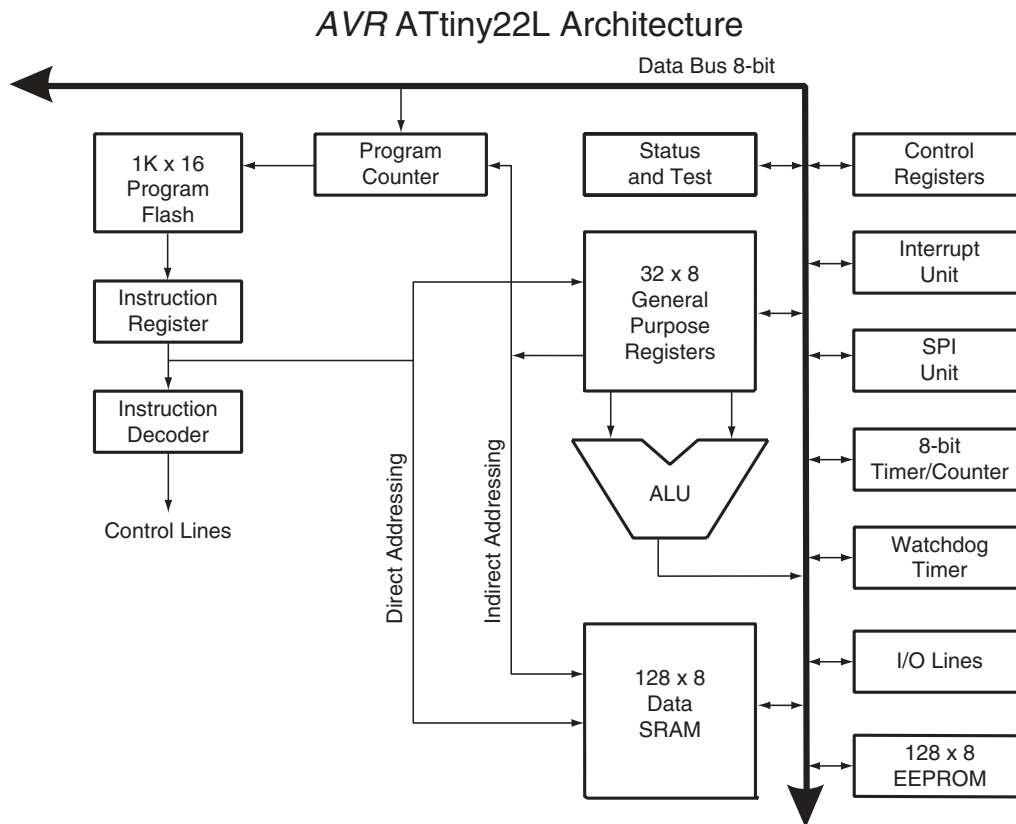 AVR ATtiny22L Architecture
Data Bus 8-bit
1K x 16
Program
Flash
Program
Counter
Status
and Test
Control
Registers
Instruction
Register
32 x 8
General
Purpose
Registers
Interrupt
Unit
SPI
Unit
Instruction
Decoder
Control Lines
Direct Addressing
Indirect Addressing
ALU
8-bit
Timer/Counter
Watchdog
Timer
128 x 8
Data
SRAM
I/O Lines
128 x 8
EEPROM